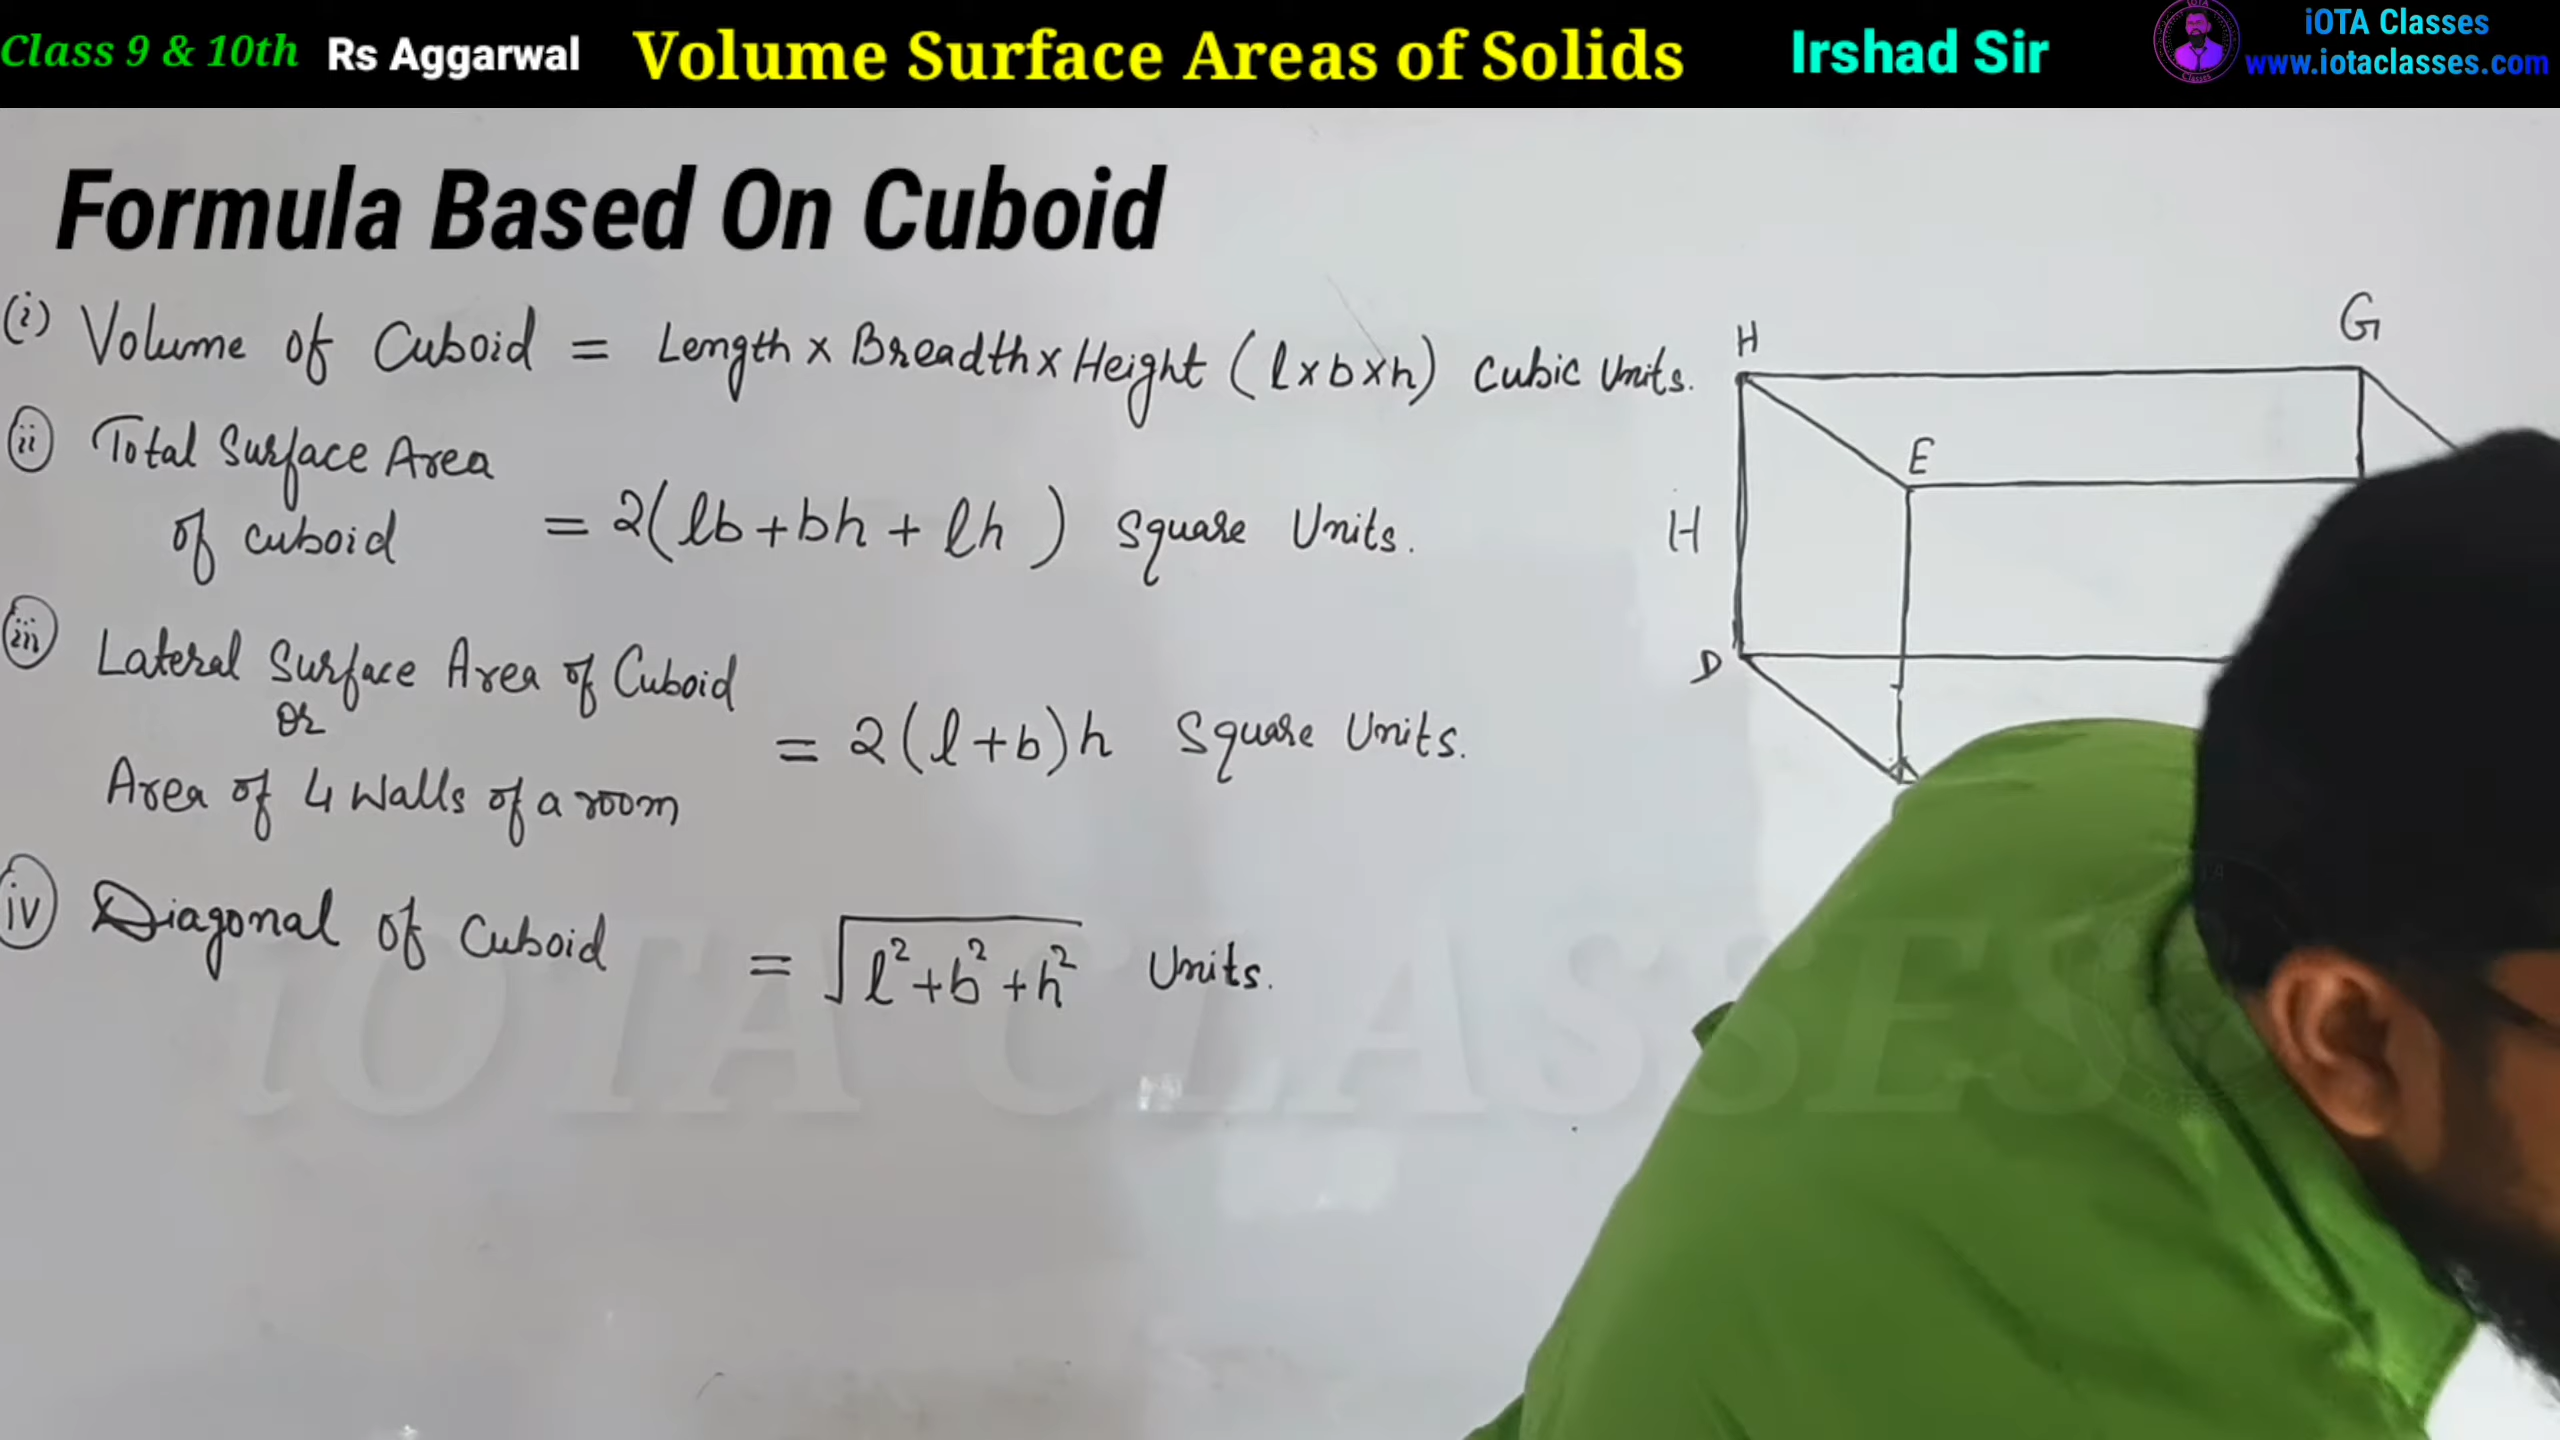 Class 9 & 10th Rs Aggarwal Volume Surface Areas of Solids Irshad Sir iOTA Classes
www.iotaclasses.com
Formula Based On Cuboid
(i) Volume of Cuboid = Length × Breadth × Height (l×b×h) cubic Units.
(ii) Total Surface Area
of cuboid = 2(lb+bh+lh) Square Units.
(iii) Lateral Surface Area of Cuboid
or
Area of 4 Walls of a room = 2(l+b)h Square Units.
(iv) Diagonal of Cuboid = √l²+b²+h² Units.
H
G
E
H
D
iOTA CLASSES